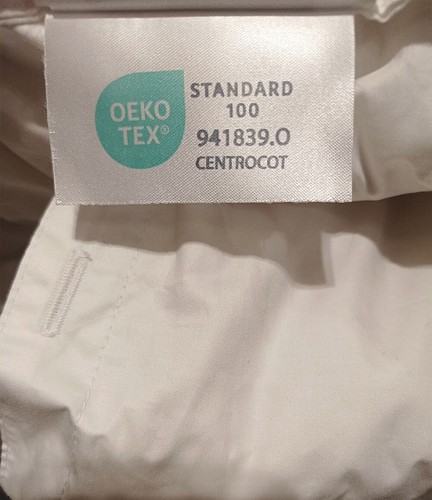 OEKO
TEX®
STANDARD
100
941839.O
CENTROCOT